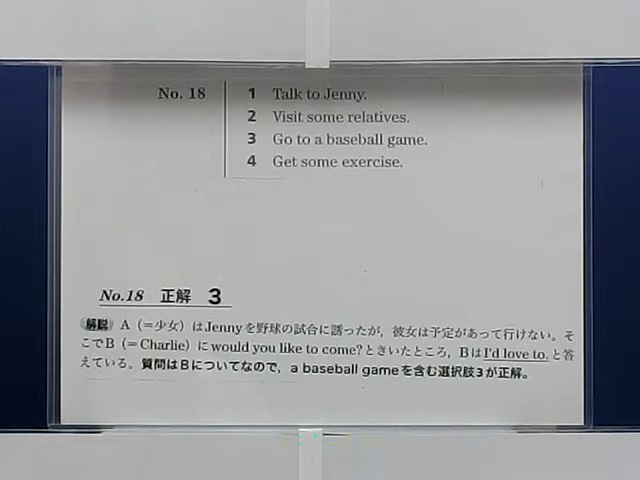 No. 18
1 Talk to Jenny.
2 Visit some relatives.
3 Go to a baseball game.
4 Get some exercise.
No.18 正解 3
解説 A（＝少女）はJennyを野球の試合に誘ったが，彼女は予定があって行けない。そ
こでB（＝Charlie）にwould you like to come?ときいたところ，BはI'd love to.と答
えている。質問はBについてなので，a baseball gameを含む選択肢3が正解。